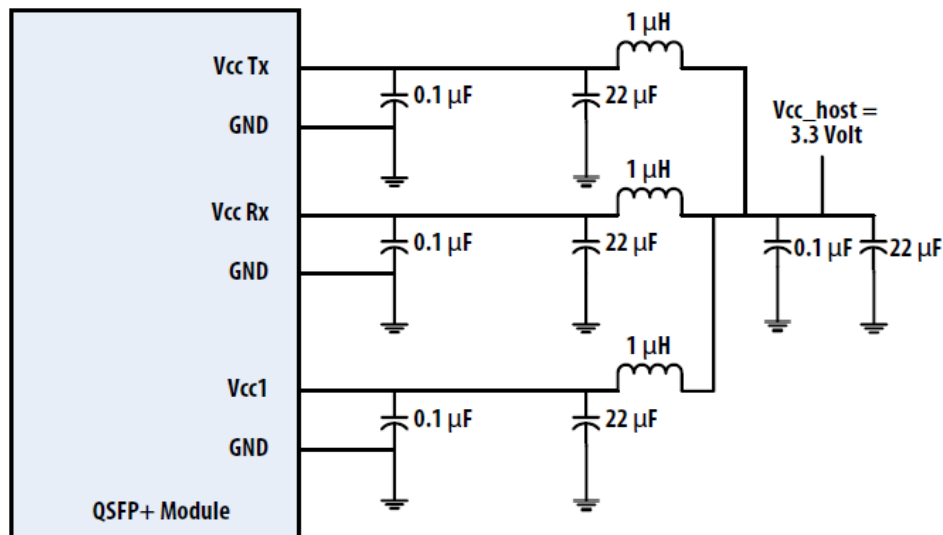 1 μH
Vcc Tx
0.1 μF
22 μF
GND
Vcc_host =
3.3 Volt
1 μH
Vcc Rx
0.1 μF
22 μF
0.1 μF
22 μF
GND
1 μH
Vcc1
0.1 μF
22 μF
GND
QSFP+ Module